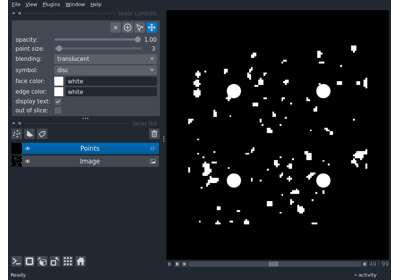 File View Plugins Window Help
layer controls
opacity: 1.00
point size: 3
blending: translucent
symbol: disc
face color: white
edge color: white
display text: ✓
out of slice:
layer list
Points
Image
49 99
Ready
activity